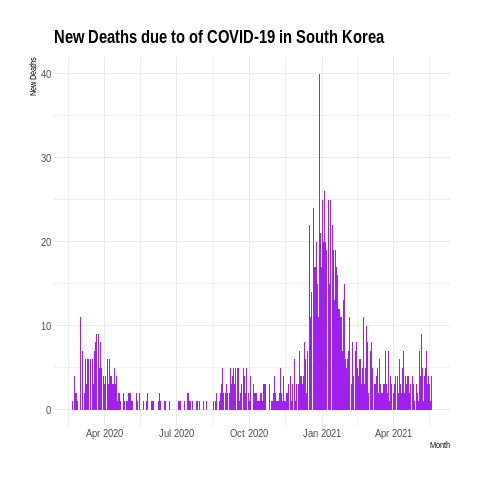 New Deaths due to of COVID-19 in South Korea
New Deaths
40
30
20
10
0
Apr 2020 Jul 2020 Oct 2020 Jan 2021 Apr 2021
Month